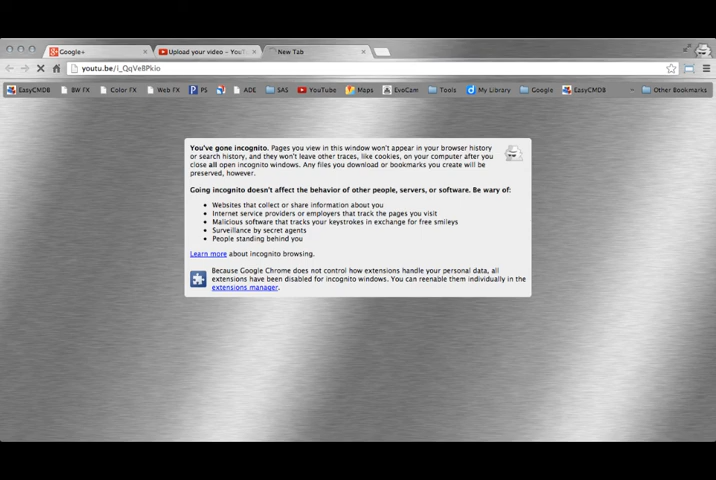 Google+ Upload your video – YouT New Tab
youtu.be/i_QqVe8Pkio
EasyCMDB BW FX Color FX Web FX PS ADE SAS YouTube Maps EvoCam Tools My Library Google EasyCMDB Other Bookmarks
You've gone incognito. Pages you view in this window won't appear in your browser history
or search history, and they won't leave other traces, like cookies, on your computer after you
close all open incognito windows. Any files you download or bookmarks you create will be
preserved, however.
Going incognito doesn't affect the behavior of other people, servers, or software. Be wary of:
• Websites that collect or share information about you
• Internet service providers or employers that track the pages you visit
• Malicious software that tracks your keystrokes in exchange for free smileys
• Surveillance by secret agents
• People standing behind you
Learn more about incognito browsing.
Because Google Chrome does not control how extensions handle your personal data, all
extensions have been disabled for incognito windows. You can reenable them individually in the
extensions manager.